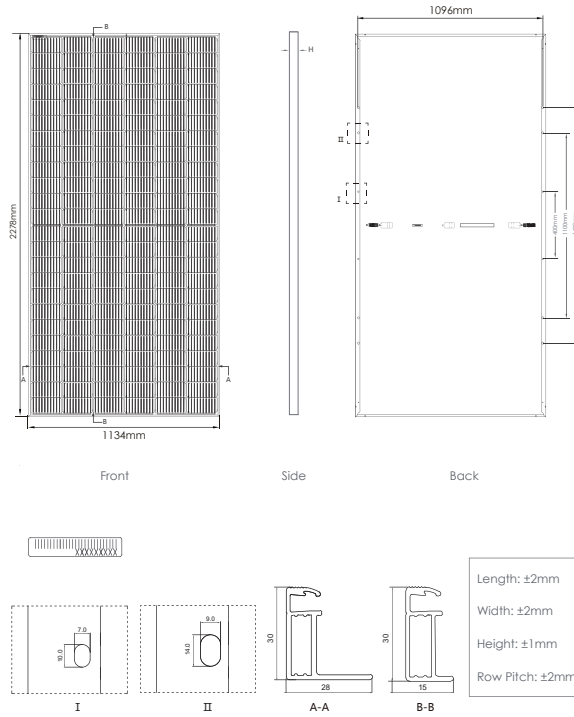 1096mm
B
H
II
I
2278mm
400mm
1100mm
A
A
B
1134mm
Front
Side
Back
Length: ±2mm
Width: ±2mm
Height: ±1mm
Row Pitch: ±2mm
7.0
10.0
9.0
14.0
30
28
30
15
I
II
A-A
B-B